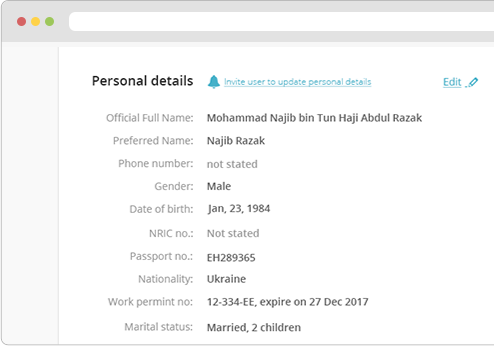 Personal details Invite user to update personal details Edit
Official Full Name: Mohammad Najib bin Tun Haji Abdul Razak
Preferred Name: Najib Razak
Phone number: not stated
Gender: Male
Date of birth: Jan, 23, 1984
NRIC no.: Not stated
Passport no.: EH289365
Nationality: Ukraine
Work permint no: 12-334-EE, expire on 27 Dec 2017
Marital status: Married, 2 children